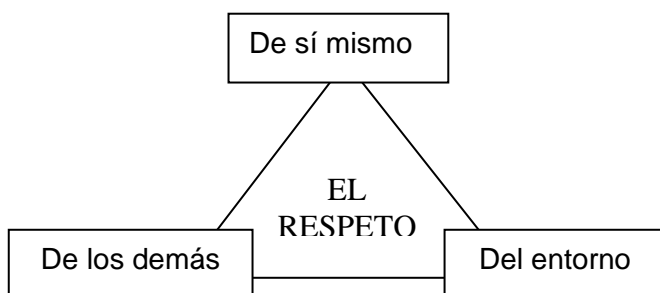 De sí mismo
EL
RESPETO
De los demás
Del entorno